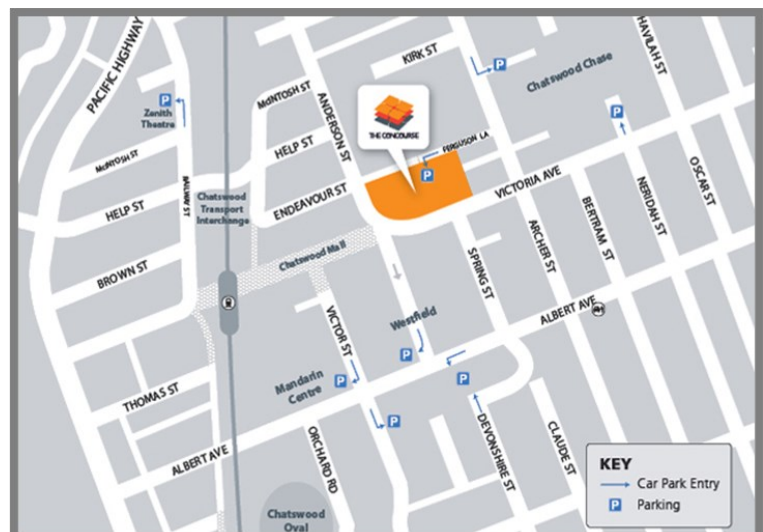 PACIFIC HIGHWAY
KIRK ST
HAVILAH ST
Chatswood Chase
McINTOSH ST
ANDERSON ST
P
P
P
Zenith
Theatre
THE CONCOURSE
FERGUSON LA
P
HELP ST
McINTOSH ST
RAILWAY ST
Chatswood
Transport
Interchange
ENDEAVOUR ST
VICTORIA AVE
OSCAR ST
NERIDAH ST
BERTRAM ST
ARCHER ST
HELP ST
Chatswood Mall
SPRING ST
BROWN ST
ALBERT AVE
VICTOR ST
Westfield
P
P
P
Mandarin
Centre
THOMAS ST
P
ALBERT AVE
ORCHARD RD
DEVONSHIRE ST
CLAUDE ST
KEY
Car Park Entry
P Parking
Chatswood
Oval